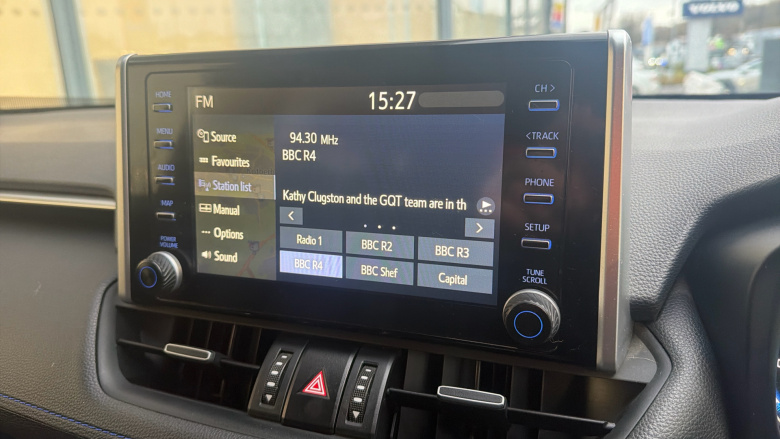 VOLVO
HOME
MENU
AUDIO
MAP
POWER
VOLUME
FM
15:27
Source
Favourites
Station list
Manual
Options
Sound
94.30 MHz
BBC R4
Kathy Clugston and the GQT team are in th
Radio 1
BBC R2
BBC R3
BBC R4
BBC Shef
Capital
CH >
< TRACK
PHONE
SETUP
TUNE
SCROLL